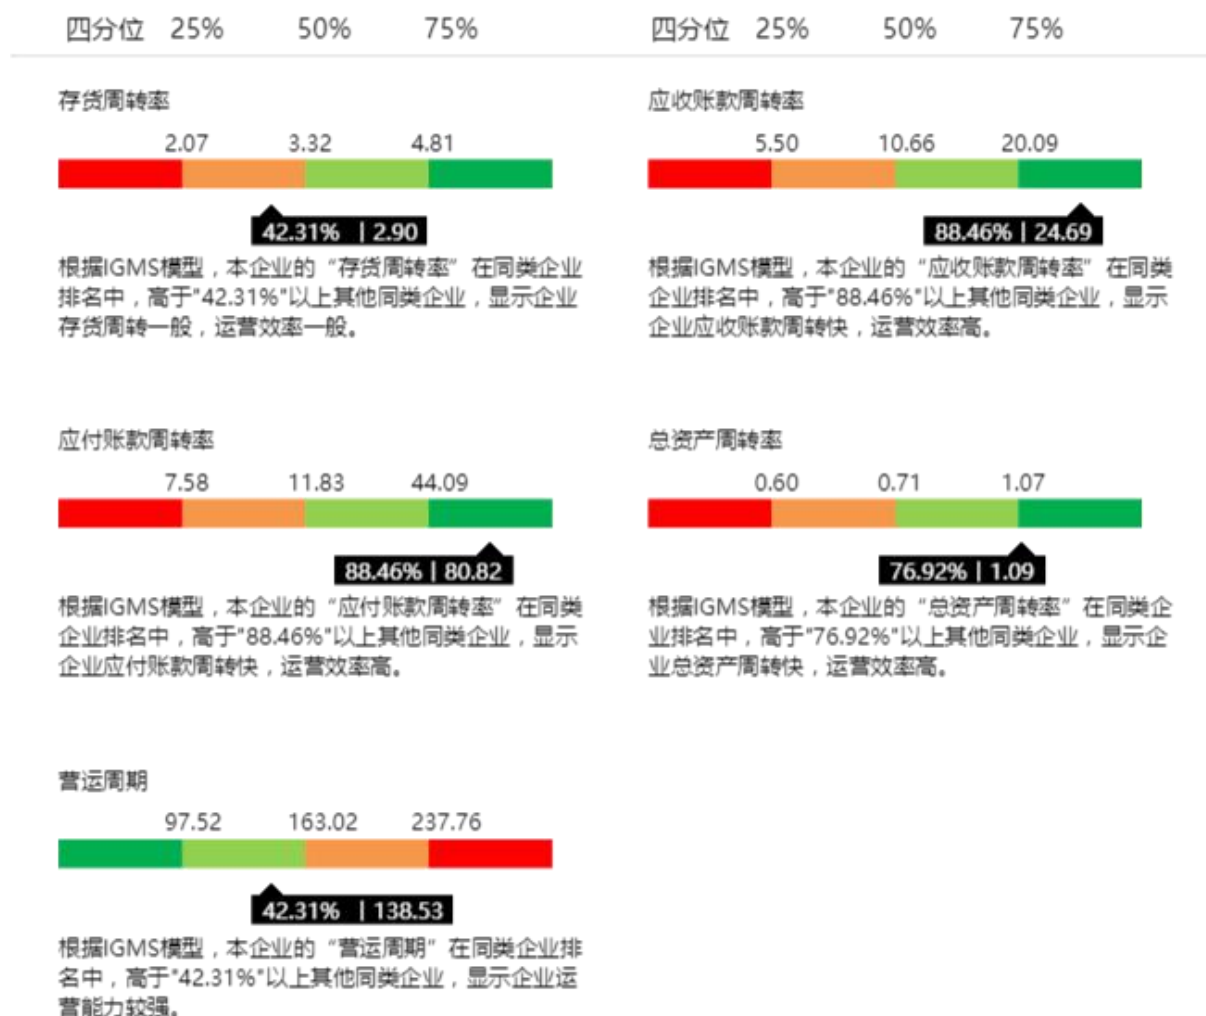 四分位 25% 50% 75%
四分位 25% 50% 75%
存货周转率
2.07 3.32 4.81
42.31% | 2.90
根据IGMS模型，本企业的“存货周转率”在同类企业
排名中，高于"42.31%"以上其他同类企业，显示企业
存货周转一般，运营效率一般。
应收账款周转率
5.50 10.66 20.09
88.46% | 24.69
根据IGMS模型，本企业的“应收账款周转率”在同类
企业排名中，高于"88.46%"以上其他同类企业，显示
企业应收账款周转快，运营效率高。
应付账款周转率
7.58 11.83 44.09
88.46% | 80.82
根据IGMS模型，本企业的“应付账款周转率”在同类
企业排名中，高于"88.46%"以上其他同类企业，显示
企业应付账款周转快，运营效率高。
总资产周转率
0.60 0.71 1.07
76.92% | 1.09
根据IGMS模型，本企业的“总资产周转率”在同类企
业排名中，高于"76.92%"以上其他同类企业，显示企
业总资产周转快，运营效率高。
营运周期
97.52 163.02 237.76
42.31% | 138.53
根据IGMS模型，本企业的“营运周期”在同类企业排
名中，高于"42.31%"以上其他同类企业，显示企业运
营能力较强。